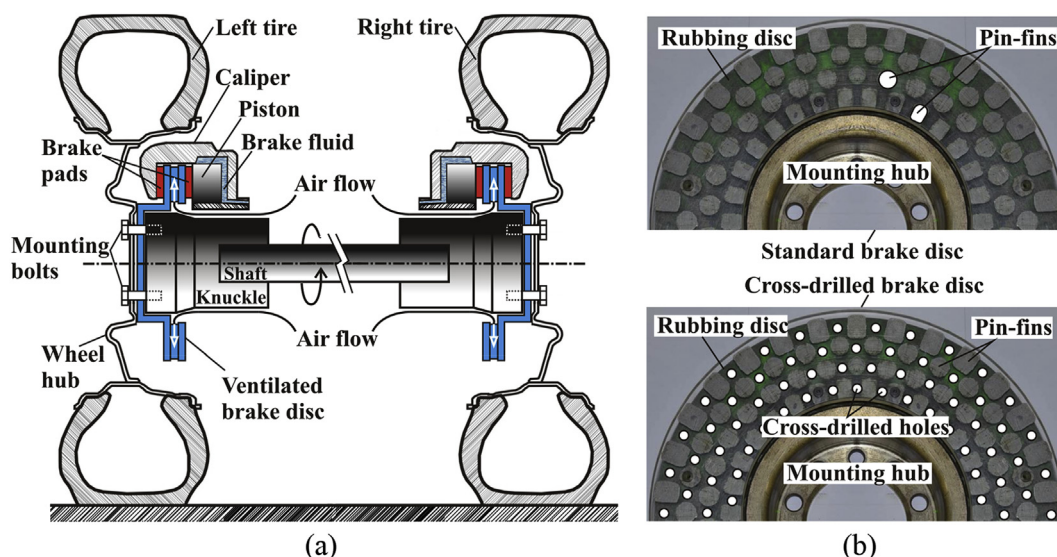 (a)
Left tire
Right tire
Caliper
Piston
Brake fluid
Brake
pads
Air flow
Mounting
bolts
Shaft
Knuckle
Air flow
Wheel
hub
Ventilated
brake disc
(a)
(b)
Rubbing disc
Pin-fins
Mounting hub
Standard brake disc
Cross-drilled brake disc
Rubbing disc
Pin-fins
Cross-drilled holes
Mounting hub
(b)